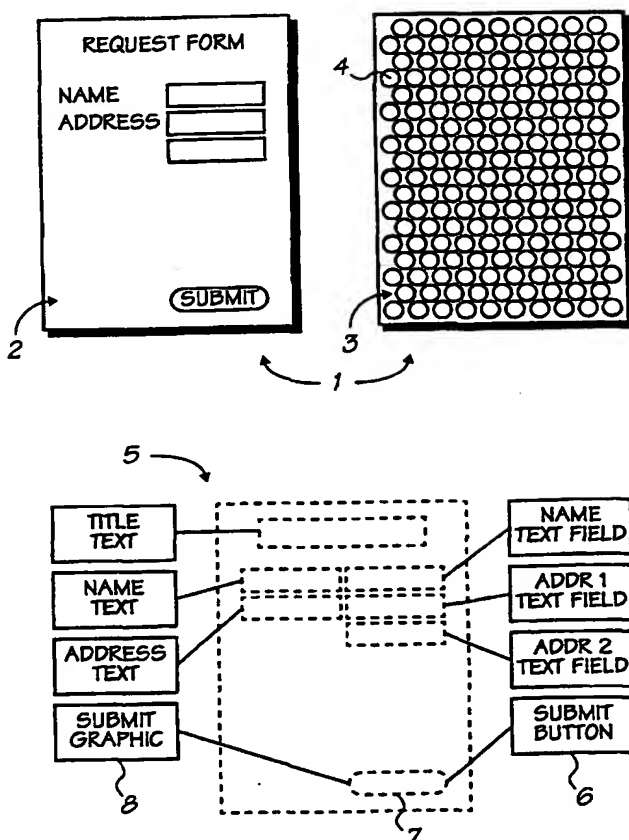 REQUEST FORM
NAME
ADDRESS
SUBMIT
2
4
3
1
5
TITLE
TEXT
NAME
TEXT
ADDRESS
TEXT
SUBMIT
GRAPHIC
8
NAME
TEXT FIELD
ADDR 1
TEXT FIELD
ADDR 2
TEXT FIELD
SUBMIT
BUTTON
6
7